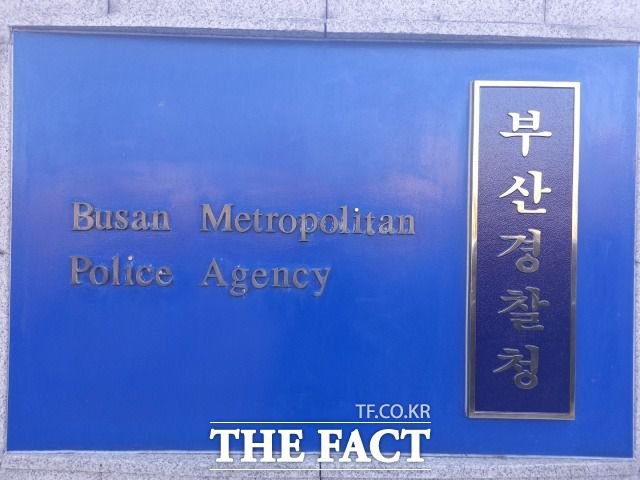 Busan Metropolitan
Police Agency
부산경찰청
TF.CO.KR
THE FACT